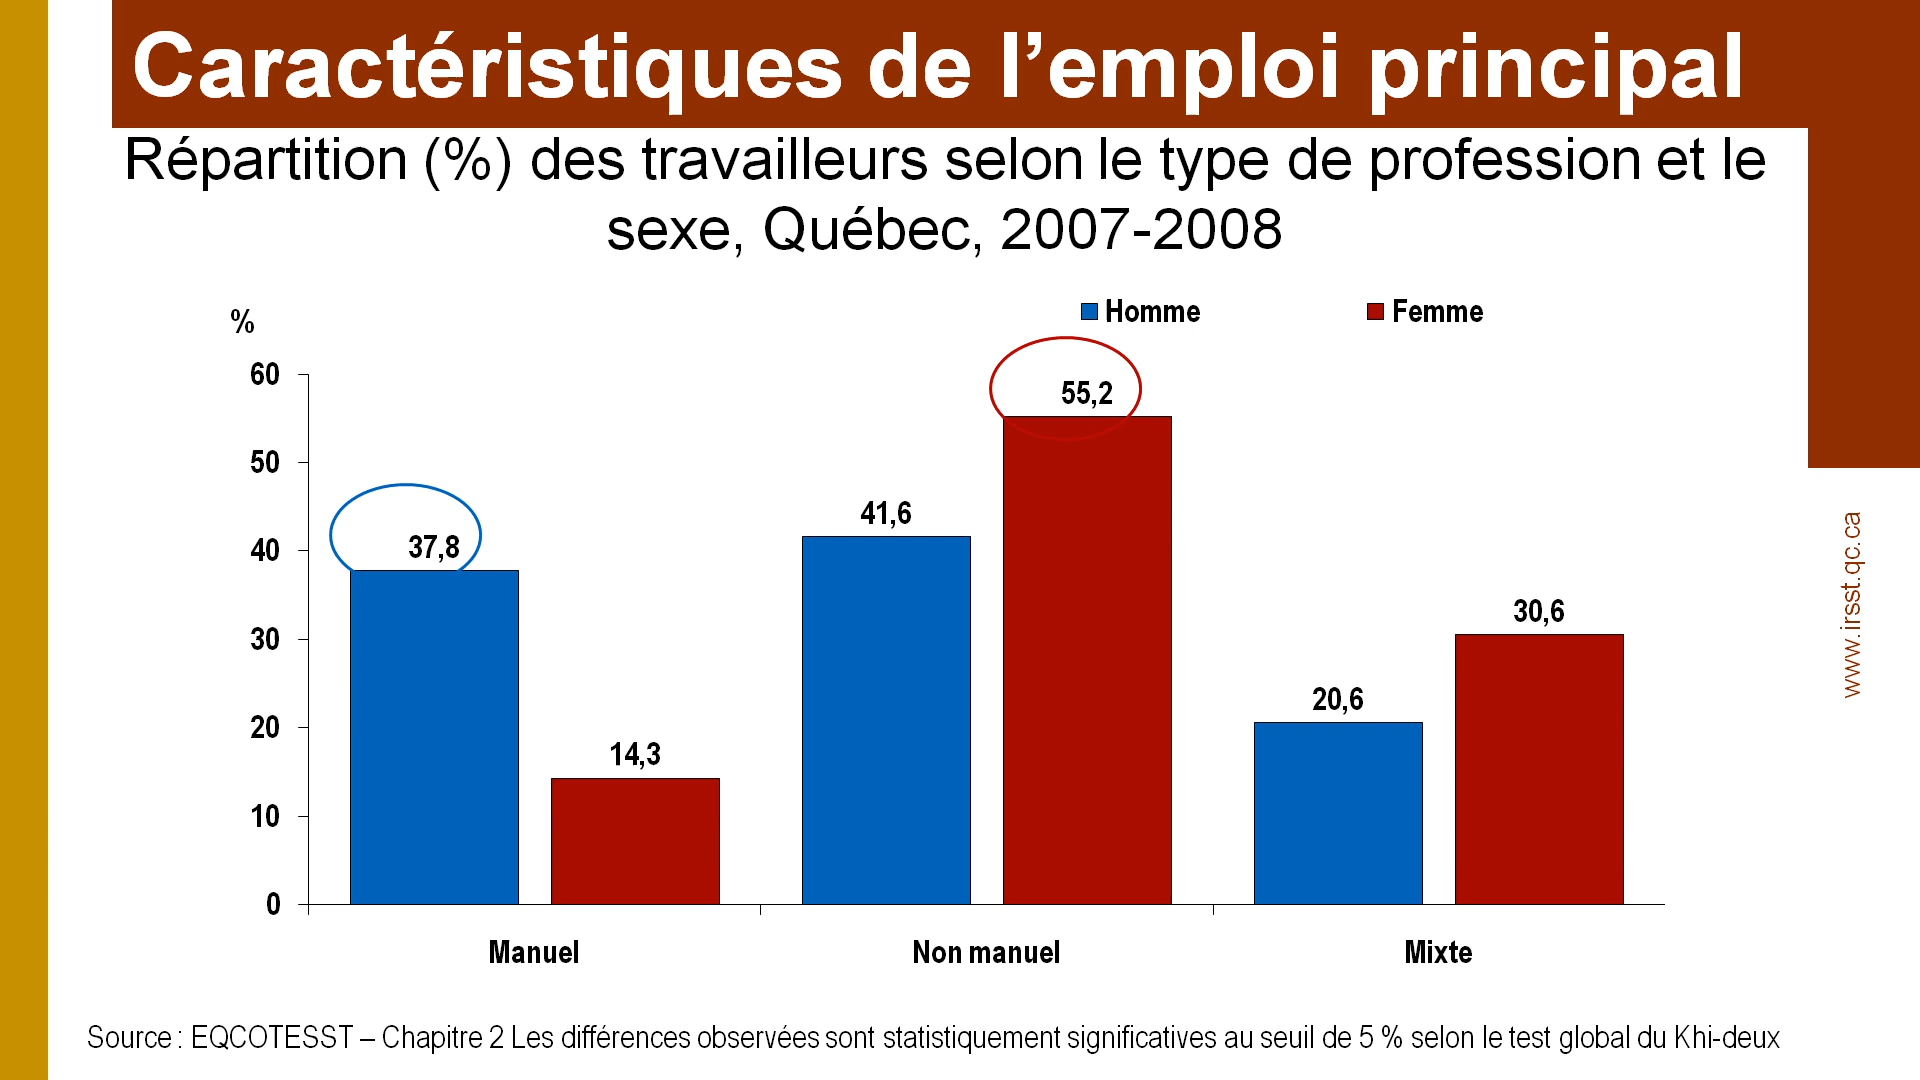 Caractéristiques de l’emploi principal
Répartition (%) des travailleurs selon le type de profession et le
sexe, Québec, 2007-2008
Homme
Femme
%
60
50
40
30
20
10
0
37,8
14,3
41,6
55,2
20,6
30,6
Manuel
Non manuel
Mixte
www.irsst.qc.ca
Source : EQCOTESST – Chapitre 2 Les différences observées sont statistiquement significatives au seuil de 5 % selon le test global du Khi-deux